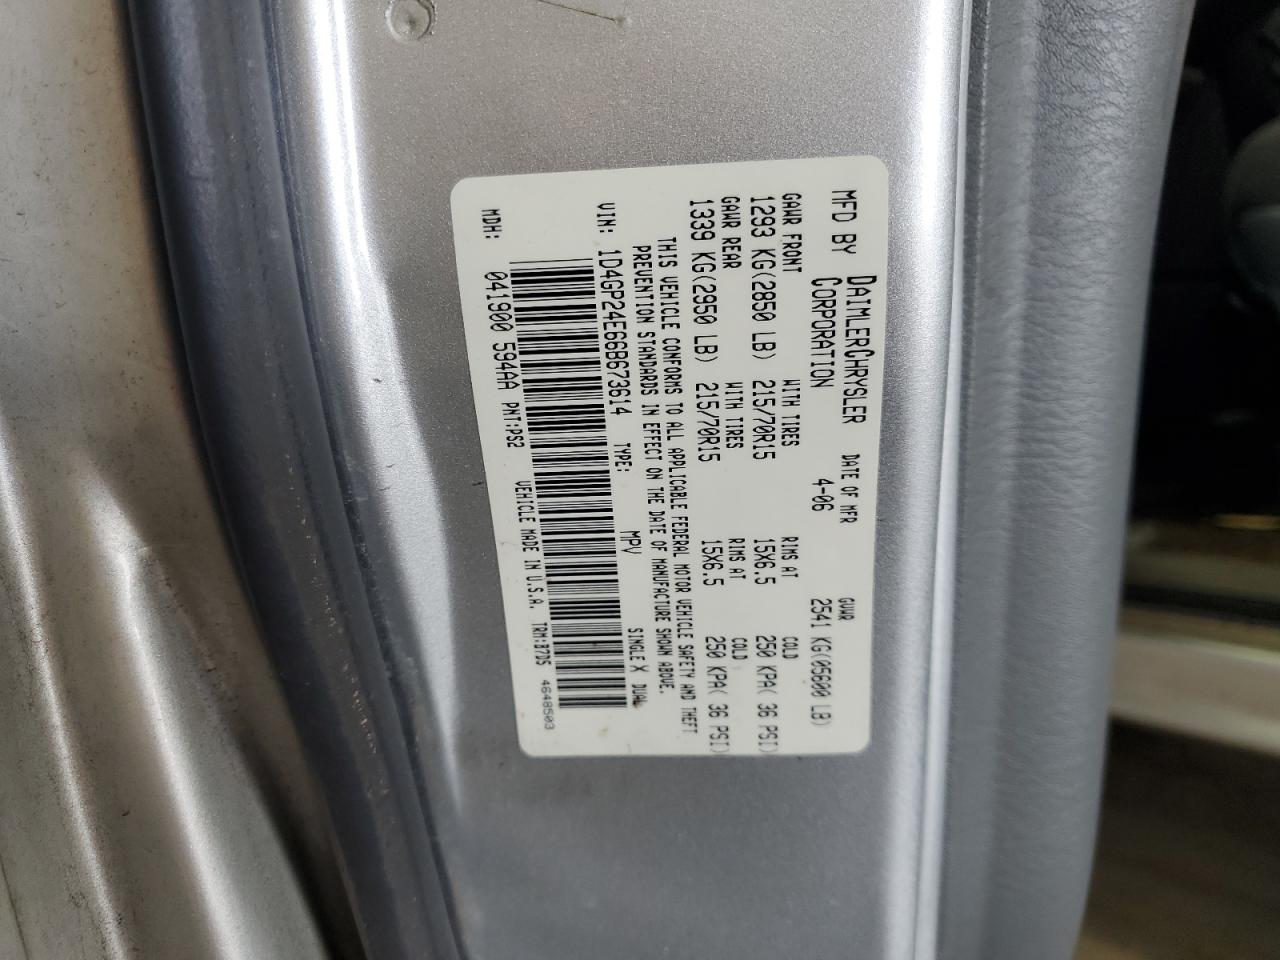 MFD BY DAIMLERCHRYSLER CORPORATION DATE OF MFR 4-06 GVWR 2541 KG(05600 LB)
GAWR FRONT WITH TIRES RIMS AT COLD
1293 KG(2850 LB) 215/70R15 15X6.5 250 KPA( 36 PSI)
GAWR REAR WITH TIRES RIMS AT COLD
1339 KG(2950 LB) 215/70R15 15X6.5 250 KPA( 36 PSI)
THIS VEHICLE CONFORMS TO ALL APPLICABLE FEDERAL MOTOR VEHICLE SAFETY AND THEFT
PREVENTION STANDARDS IN EFFECT ON THE DATE OF MANUFACTURE SHOWN ABOVE.
VIN: 1D4GP24E66B673614 TYPE: MPV SINGLE X DUAL
MDH: 041900 594AA PNT:PS2 VEHICLE MADE IN U.S.A. TRM:B7D5 4648503